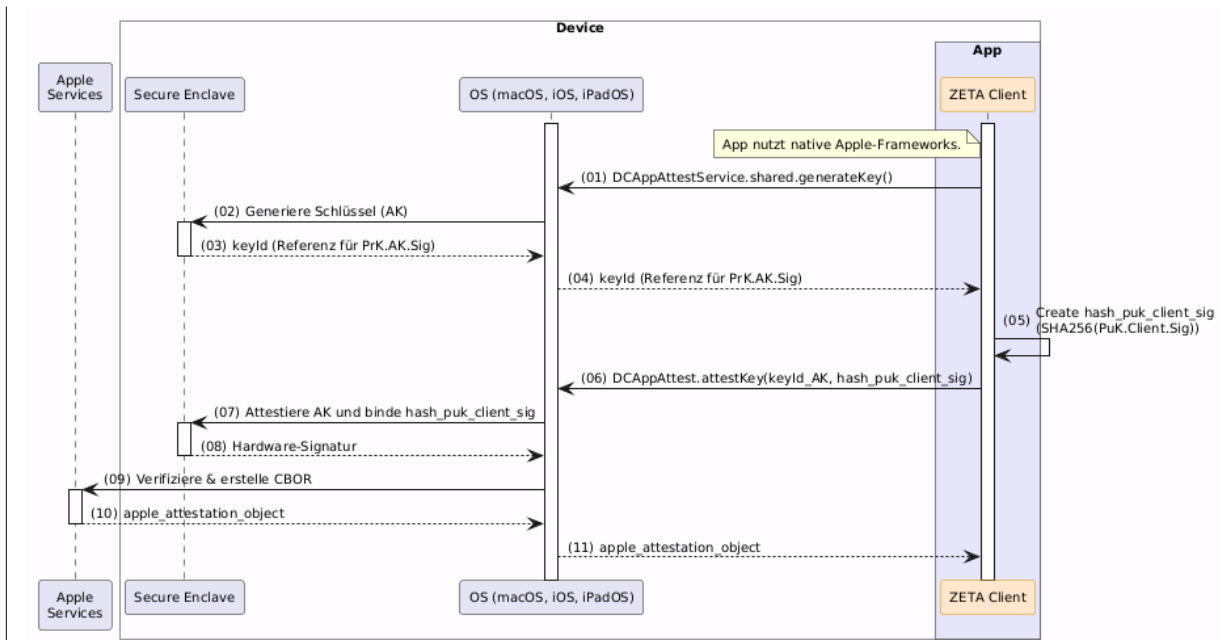 Device
App
Apple
Services
Secure Enclave
OS (macOS, iOS, iPadOS)
ZETA Client
App nutzt native Apple-Frameworks.
(01) DCAppAttestService.shared.generateKey()
(02) Generiere Schlüssel (AK)
(03) keyId (Referenz für PrK.AK.Sig)
(04) keyId (Referenz für PrK.AK.Sig)
(05) Create hash_puk_client_sig
(SHA256(PuK.Client.Sig))
(06) DCAppAttest.attestKey(keyId_AK, hash_puk_client_sig)
(07) Attestiere AK und binde hash_puk_client_sig
(08) Hardware-Signatur
(09) Verifiziere & erstelle CBOR
(10) apple_attestation_object
(11) apple_attestation_object
Apple
Services
Secure Enclave
OS (macOS, iOS, iPadOS)
ZETA Client